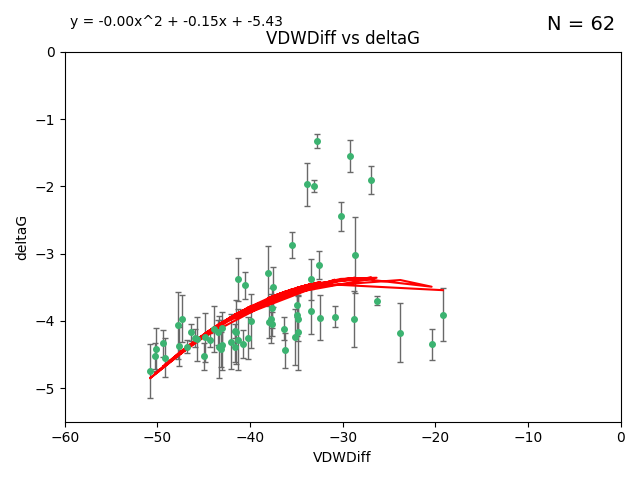 y = -0.00x^2 + -0.15x + -5.43
N = 62
VDWDiff vs deltaG
0
−1
−2
−3
−4
−5
deltaG
−60 −50 −40 −30 −20 −10 0
VDWDiff